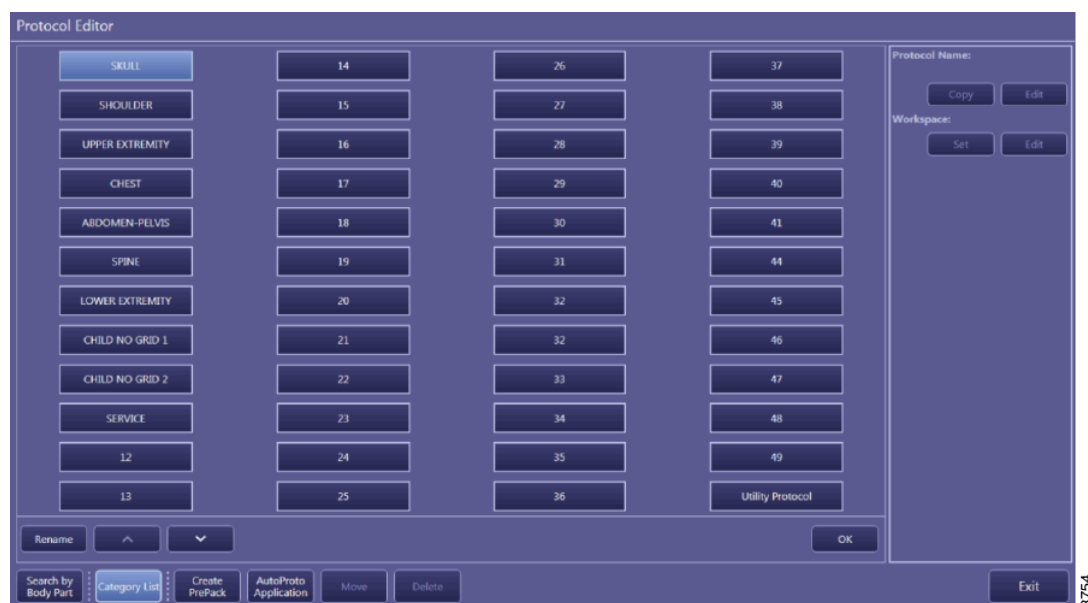 Protocol Editor
SKULL 14 26 37
SHOULDER 15 27 38
UPPER EXTREMITY 16 28 39
CHEST 17 29 40
ABDOMEN-PELVIS 18 30 41
SPINE 19 31 44
LOWER EXTREMITY 20 32 45
CHILD NO GRID 1 21 32 46
CHILD NO GRID 2 22 33 47
SERVICE 23 34 48
12 24 35 49
13 25 36 Utility Protocol
Rename OK
Protocol Name:
Copy Edit
Workspace:
Set Edit
Search by
Body Part
Category List
Create
PrePack
AutoProto
Application
Move
Delete
Exit